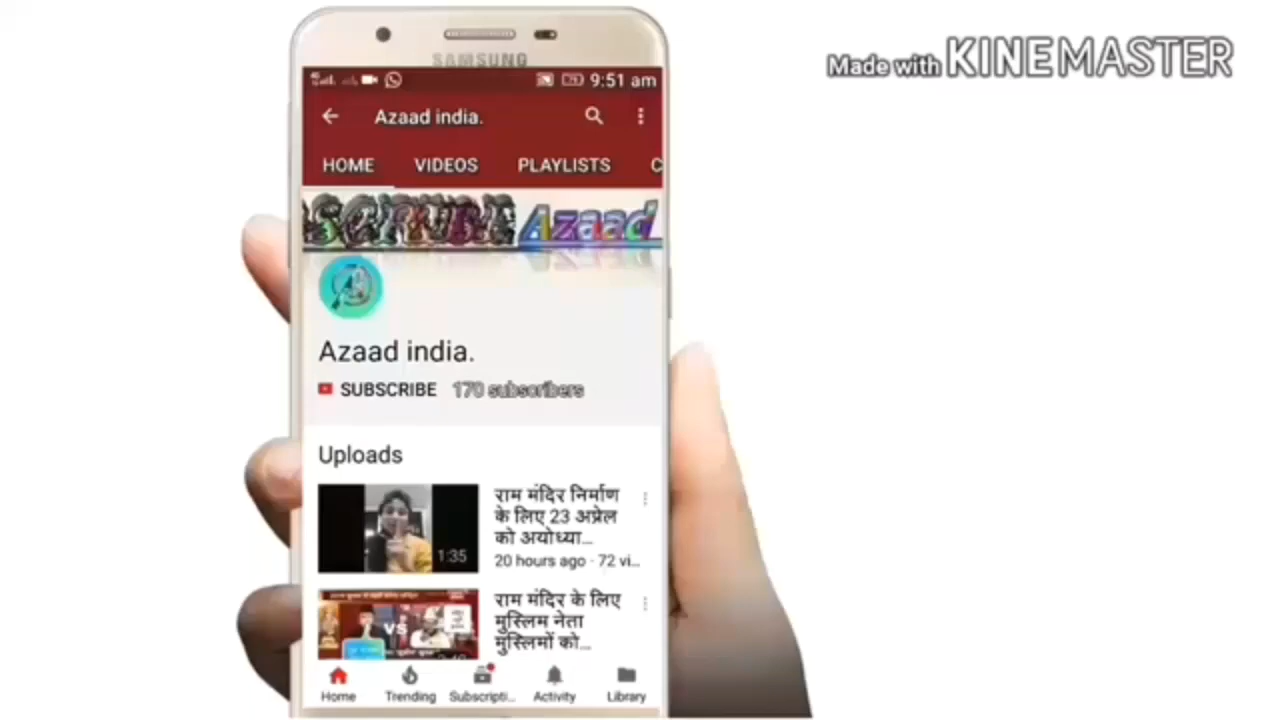 Made with KINEMASTER
SAMSUNG
9:51 am
Azaad india.
HOME VIDEOS PLAYLISTS C
Azaad
Azaad india.
SUBSCRIBE 170 subscribers
Uploads
राम मंदिर निर्माण
के लिए 23 अप्रेल
को अयोध्या...
20 hours ago · 72 vi...
1:35
राम मंदिर के लिए
मुस्लिम नेता
मुस्लिमों को...
VS
Home Trending Subscripti... Activity Library